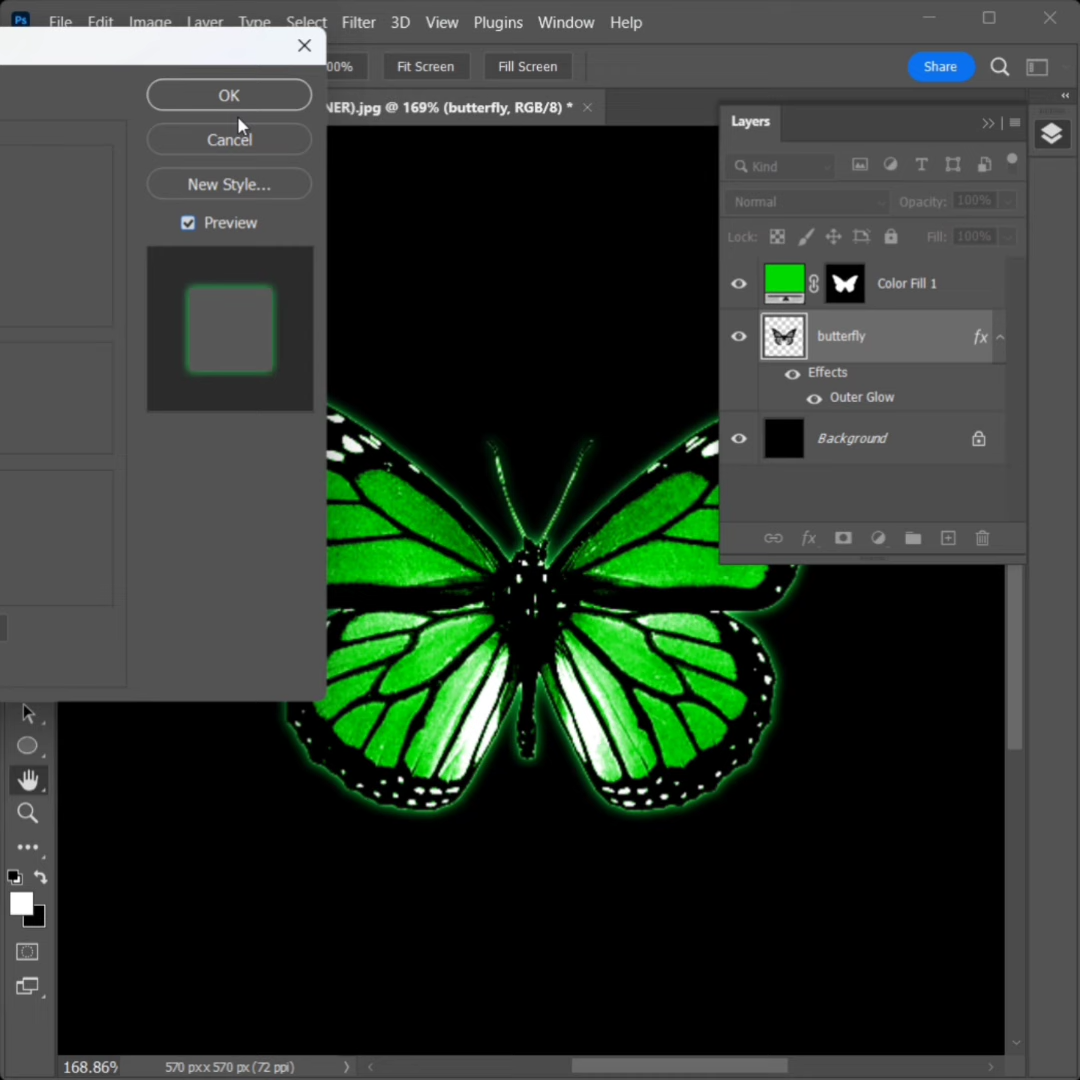 Ps File Edit Image Layer Type Select Filter 3D View Plugins Window Help
00% Fit Screen Fill Screen Share
NER).jpg @ 169% (butterfly, RGB/8) *
OK
Cancel
New Style...
Preview
Layers
Kind
Normal Opacity: 100%
Lock: Fill: 100%
Color Fill 1
butterfly fx
Effects
Outer Glow
Background
fx
168.86% 570 px x 570 px (72 ppi)